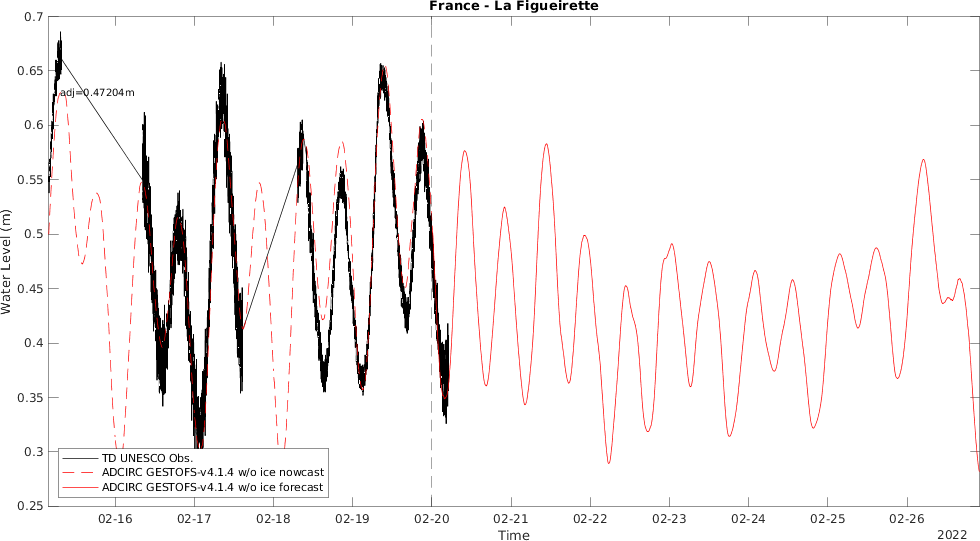 France - La Figueirette
0.7
0.65
0.6
0.55
0.5
0.45
0.4
0.35
0.3
0.25
Water Level (m)
adj=0.47204m
TD UNESCO Obs.
ADCIRC GESTOFS-v4.1.4 w/o ice nowcast
ADCIRC GESTOFS-v4.1.4 w/o ice forecast
02-16 02-17 02-18 02-19 02-20 02-21 02-22 02-23 02-24 02-25 02-26
Time
2022